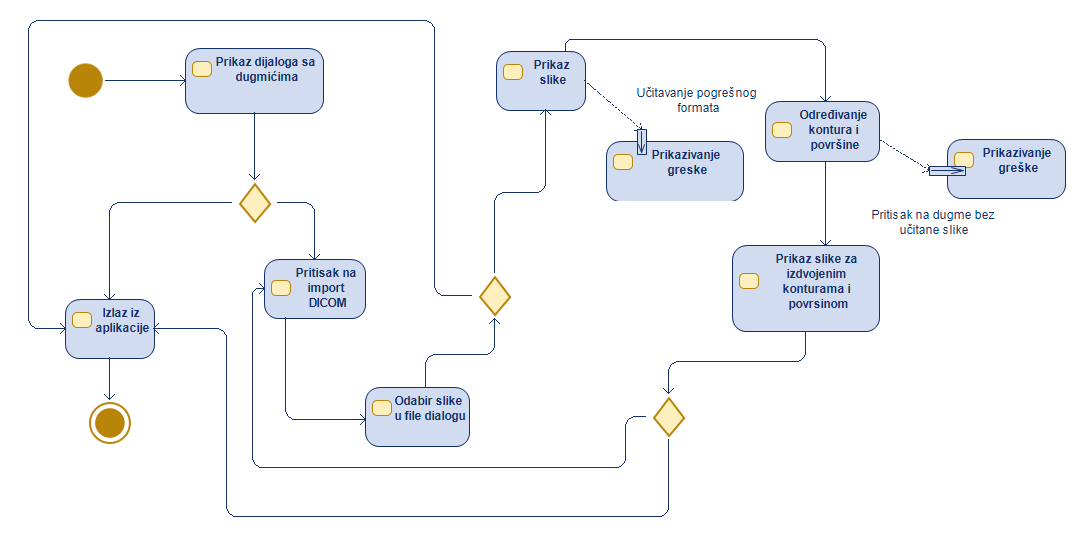 Prikaz dijaloga sa
dugmićima
Prikaz
slike
Učitavanje pogrešnog
formata
Prikazivanje
greske
Određivanje
kontura i
površine
Prikazivanje
greške
Pritisak na dugme bez
učitane slike
Pritisak na
import
DICOM
Prikaz slike za
izdvojenim
konturama i
povrsinom
Izlaz iz
aplikacije
Odabir slike
u file dialogu